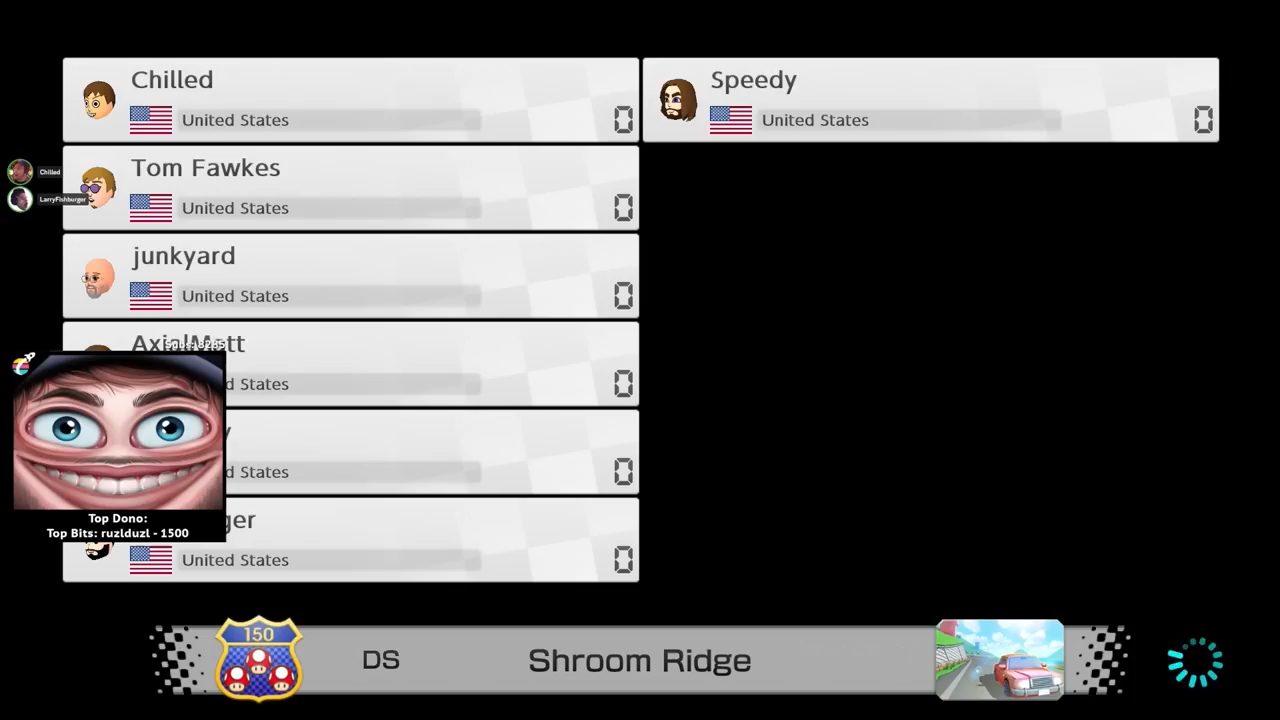 Chilled
United States
0
Speedy
United States
0
Tom Fawkes
United States
0
Chilled
LarryFishburger
junkyard
United States
0
AxialMatt
d States
0
y
d States
0
Top Dono:
Top Bits: ruzlduzl - 1500
ger
United States
0
150
DS
Shroom Ridge